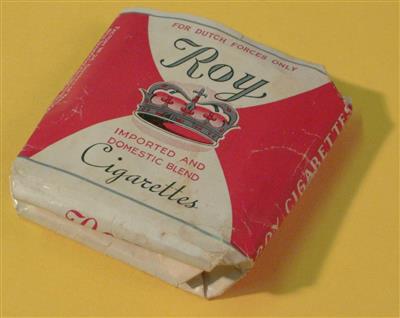 FOR DUTCH FORCES ONLY
Roy
IMPORTED AND
DOMESTIC BLEND
Cigarettes
ROY CIGARETTES